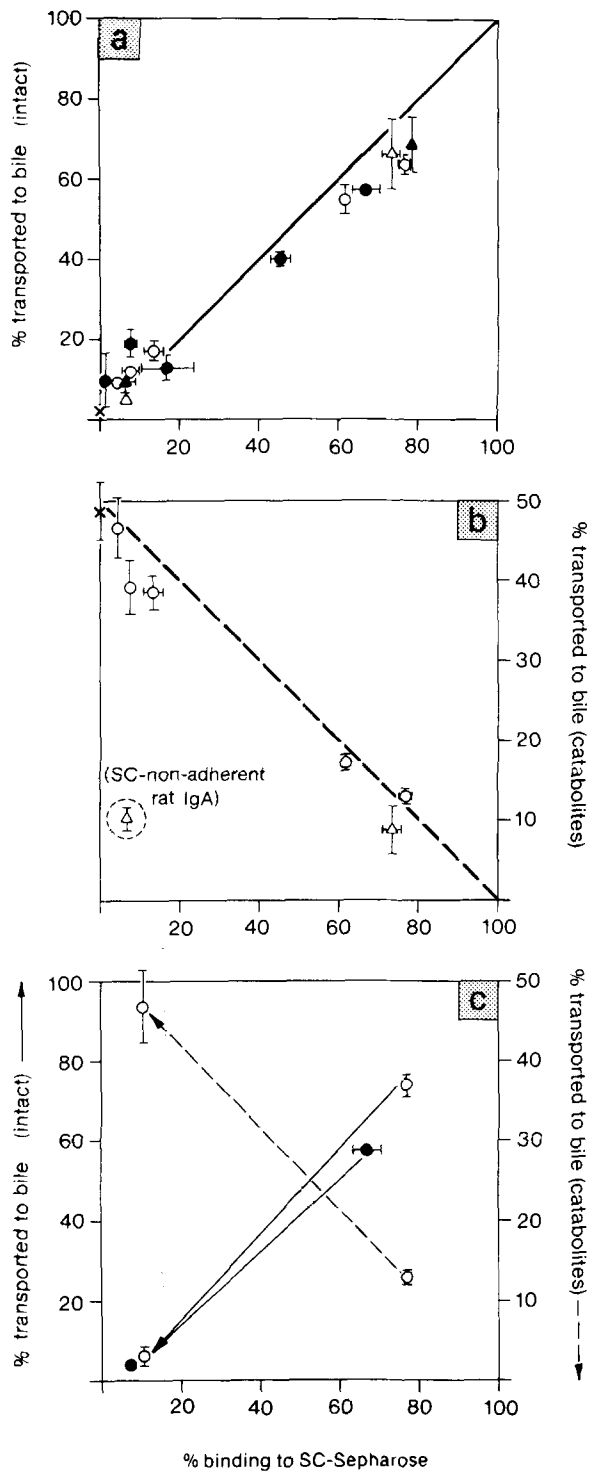 a
% transported to bile (intact)
100
80
60
40
20
20 40 60 80 100
b
50
40
30
20
10
% transported to bile (catabolites)
(SC-non-adherent
rat IgA)
20 40 60 80 100
c
% transported to bile (intact)
100
80
60
40
20
50
40
30
20
10
% transported to bile (catabolites)
20 40 60 80 100
% binding to SC-Sepharose